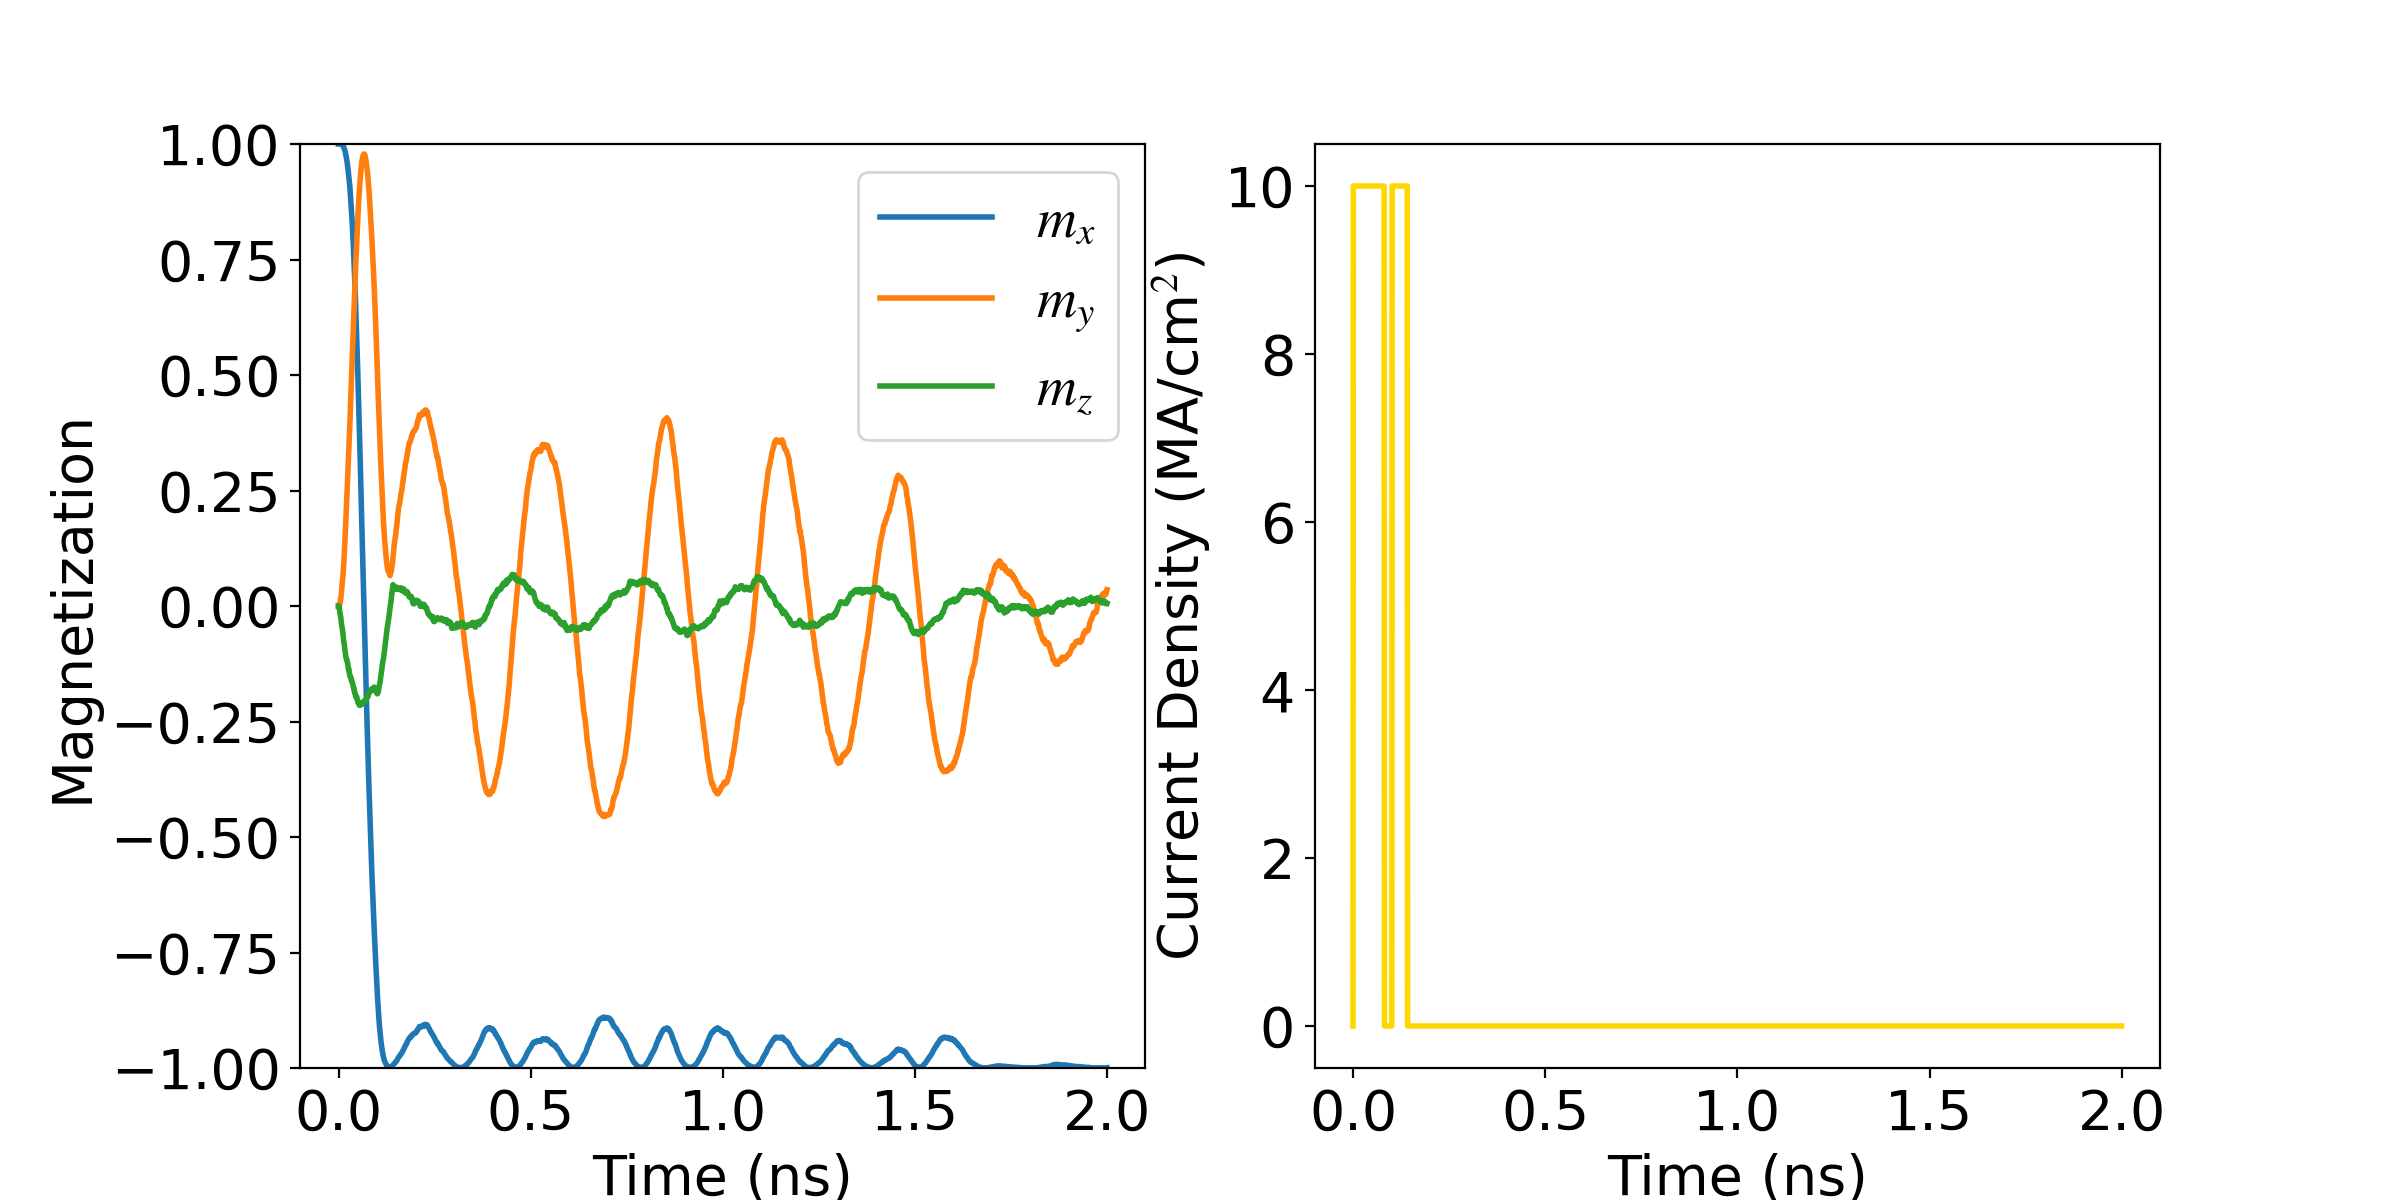 1.00
0.75
0.50
0.25
0.00
−0.25
−0.50
−0.75
−1.00
Magnetization
0.0 0.5 1.0 1.5 2.0
Time (ns)
m_x
m_y
m_z
10
8
6
4
2
0
Current Density (MA/cm²)
0.0 0.5 1.0 1.5 2.0
Time (ns)